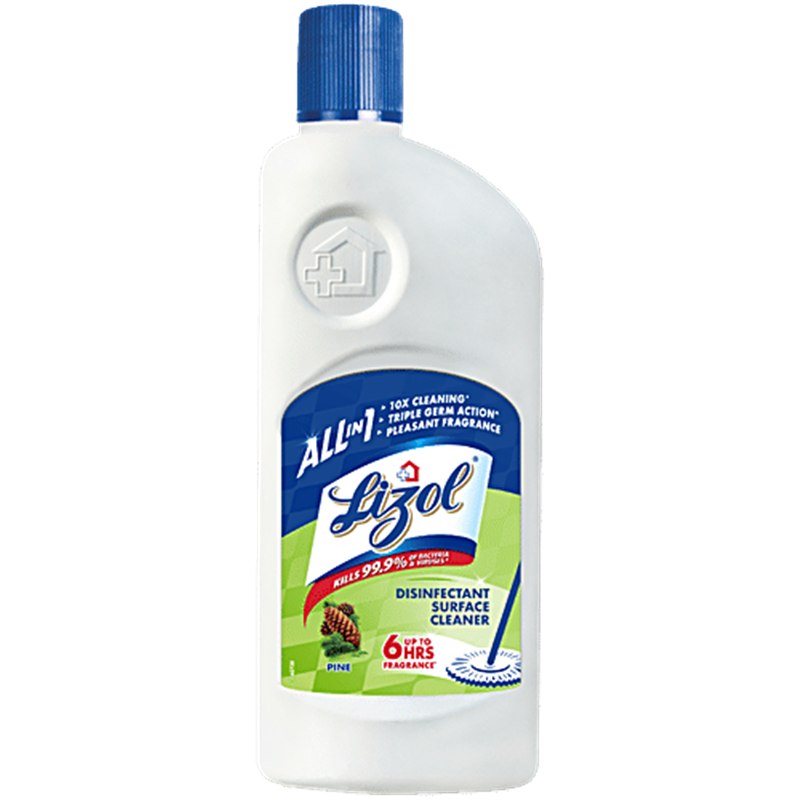 ALL IN 1
10X CLEANING*
TRIPLE GERM ACTION^
PLEASANT FRAGRANCE
Lizol®
KILLS 99.9% OF BACTERIA & VIRUSES
DISINFECTANT
SURFACE
CLEANER
6 UP TO HRS
FRAGRANCE
PINE